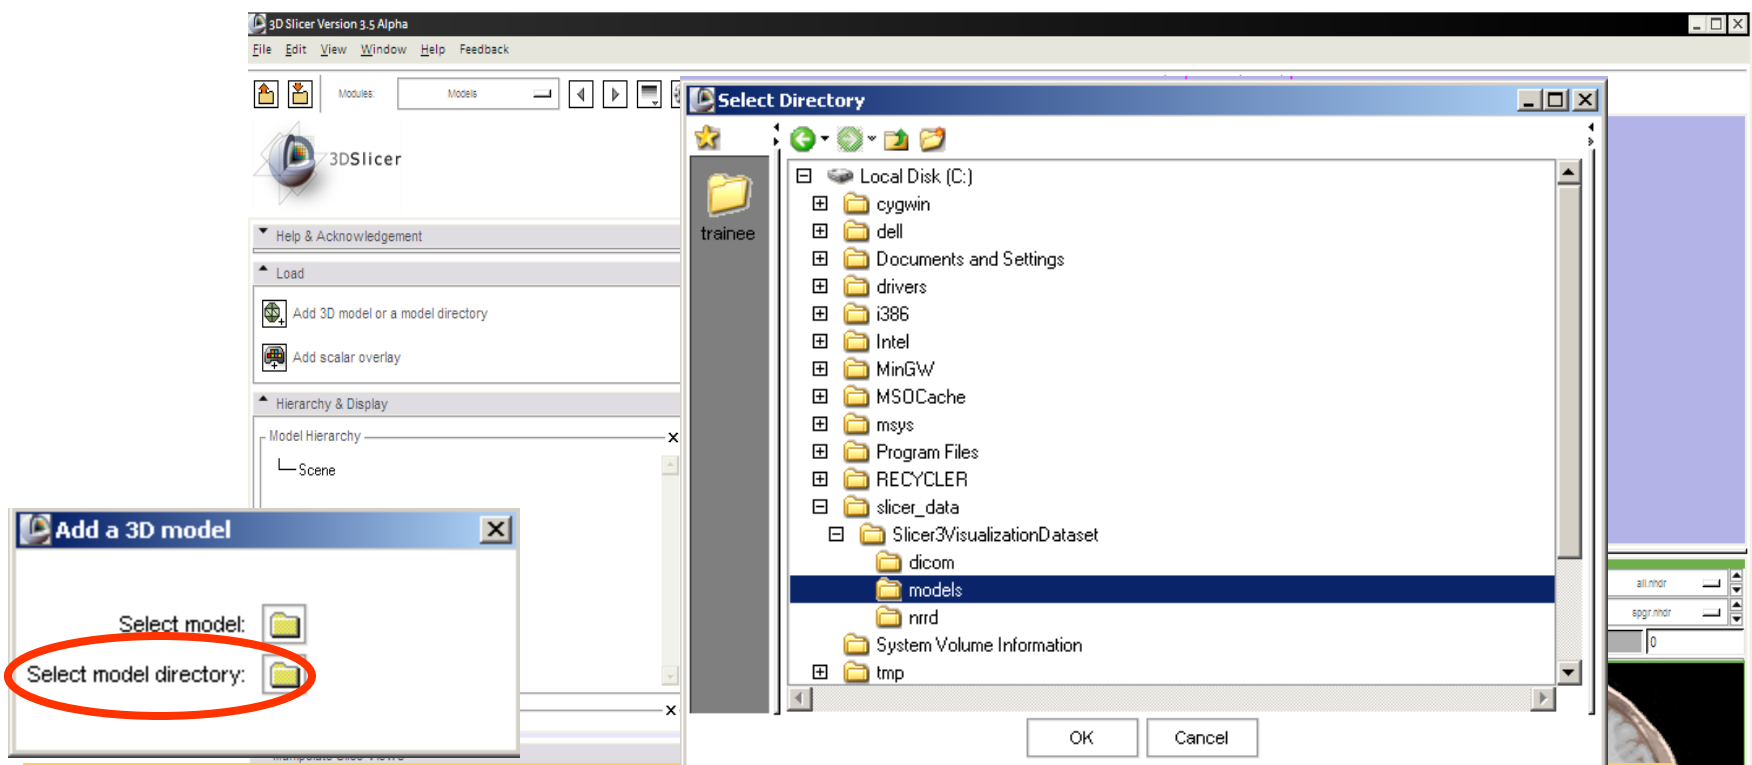 3D Slicer Version 3.5 Alpha
File Edit View Window Help Feedback
Modules: Models
3DSlicer
Help & Acknowledgement
Load
Add 3D model or a model directory
Add scalar overlay
Hierarchy & Display
Model Hierarchy
Scene
Add a 3D model
Select model:
Select model directory:
Manipulate Slice Views
Select Directory
trainee
Local Disk (C:)
cygwin
dell
Documents and Settings
drivers
i386
Intel
MinGW
MSOCache
msys
Program Files
RECYCLER
slicer_data
Slicer3VisualizationDataset
dicom
models
nrrd
System Volume Information
tmp
OK Cancel
all.nhdr
spgr.nhdr
0